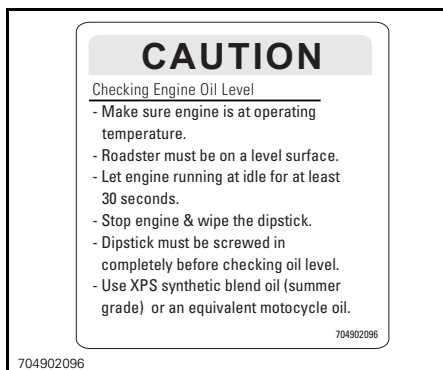 CAUTION
Checking Engine Oil Level
- Make sure engine is at operating
temperature.
- Roadster must be on a level surface.
- Let engine running at idle for at least
30 seconds.
- Stop engine & wipe the dipstick.
- Dipstick must be screwed in
completely before checking oil level.
- Use XPS synthetic blend oil (summer
grade) or an equivalent motocycle oil.
704902096
704902096